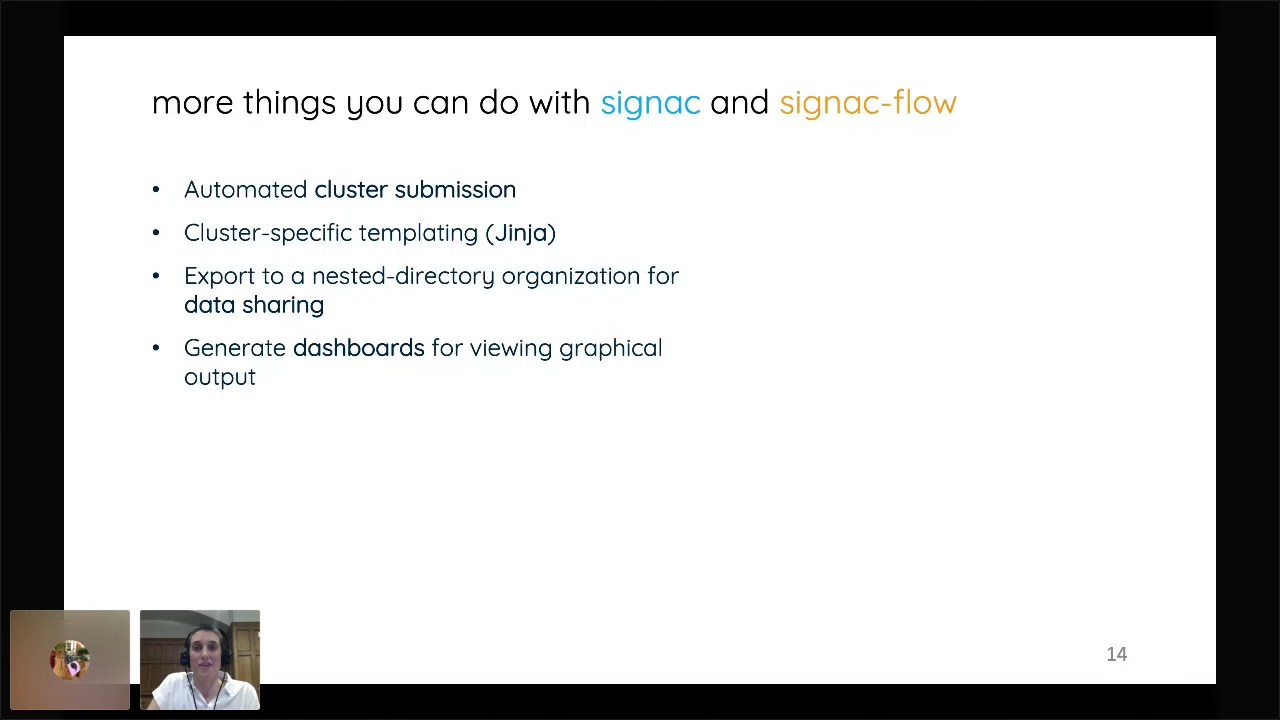 more things you can do with signac and signac-flow
• Automated cluster submission
• Cluster-specific templating (Jinja)
• Export to a nested-directory organization for
data sharing
• Generate dashboards for viewing graphical
output
14